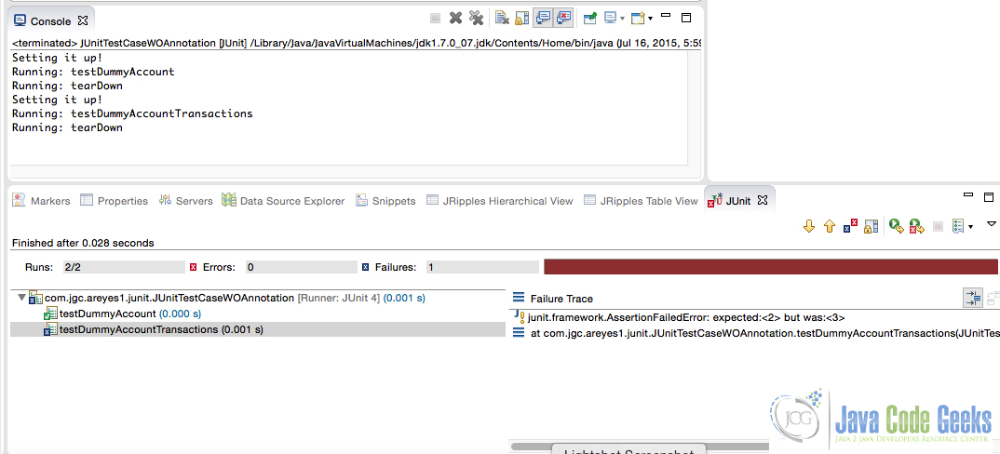 Console
<terminated> JUnitTestCaseWOAnnotation [JUnit] /Library/Java/JavaVirtualMachines/jdk1.7.0_07.jdk/Contents/Home/bin/java (Jul 16, 2015, 5:59
Setting it up!
Running: testDummyAccount
Running: tearDown
Setting it up!
Running: testDummyAccountTransactions
Running: tearDown
Markers Properties Servers Data Source Explorer Snippets JRipples Hierarchical View JRipples Table View JUnit
Finished after 0.028 seconds
Runs: 2/2 Errors: 0 Failures: 1
com.jgc.areyes1.junit.JUnitTestCaseWOAnnotation [Runner: JUnit 4] (0.001 s)
testDummyAccount (0.000 s)
testDummyAccountTransactions (0.001 s)
Failure Trace
junit.framework.AssertionFailedError: expected:<2> but was:<3>
at com.jgc.areyes1.junit.JUnitTestCaseWOAnnotation.testDummyAccountTransactions(JUnitTes
JCG
Java Code Geeks
JAVA 2 JAVA DEVELOPERS RESOURCE CENTER
Lightshot Screenshot